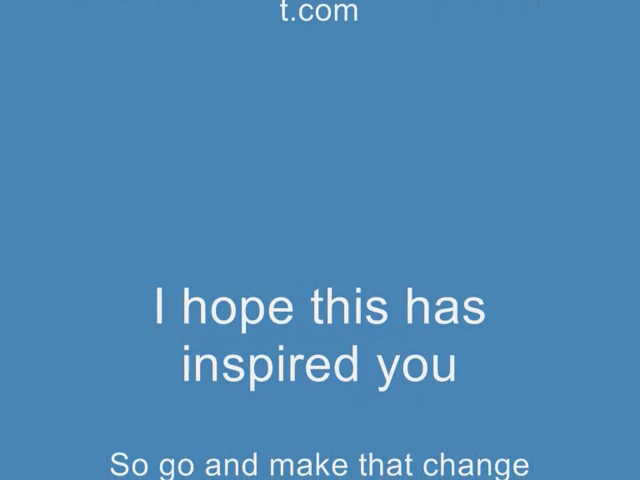 t.com
I hope this has
inspired you
So go and make that change